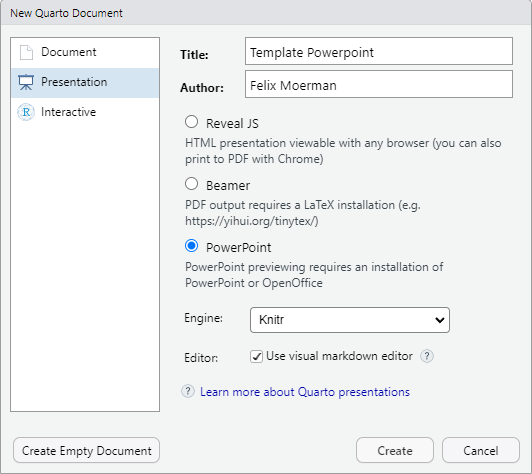 New Quarto Document
Document
Presentation
Interactive
Title: Template Powerpoint
Author: Felix Moerman
Reveal JS
HTML presentation viewable with any browser (you can also
print to PDF with Chrome)
Beamer
PDF output requires a LaTeX installation (e.g.
https://yihui.org/tinytex/)
PowerPoint
PowerPoint previewing requires an installation of
PowerPoint or OpenOffice
Engine: Knitr
Editor: Use visual markdown editor ?
? Learn more about Quarto presentations
Create Empty Document Create Cancel